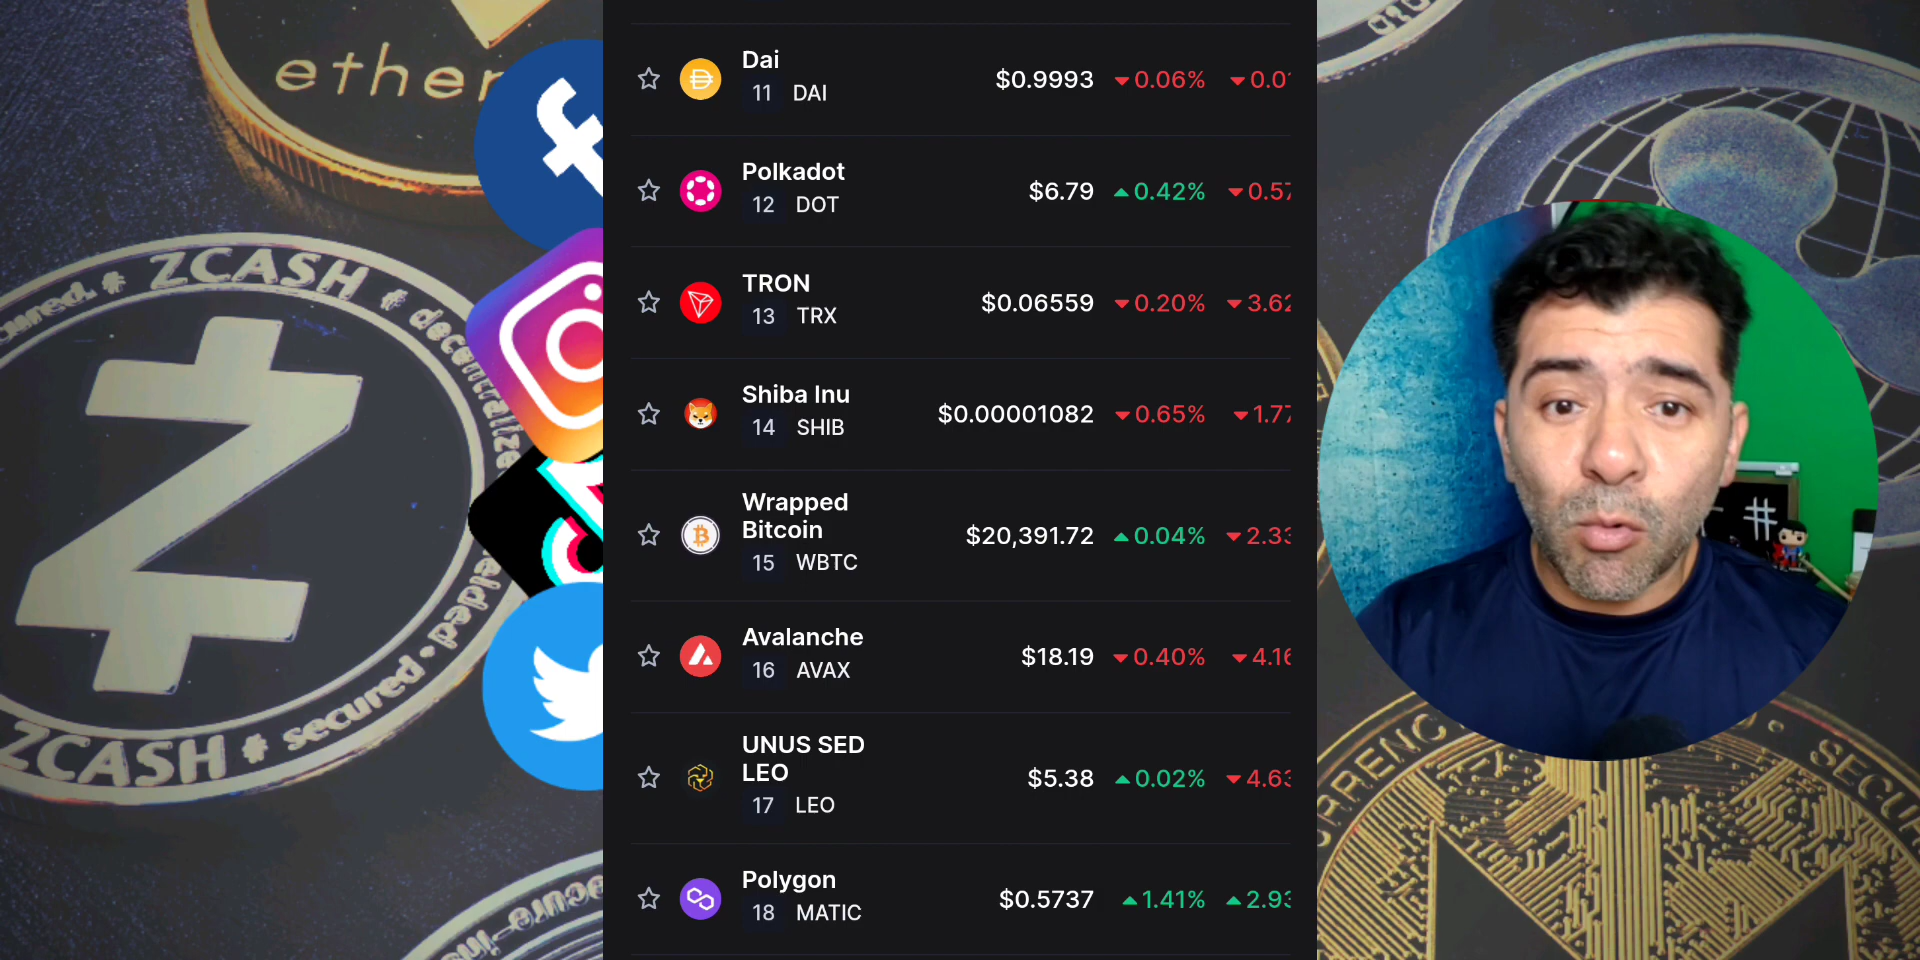 ether
ZCASH # decentralized
secured #
ZCASH # secured •
Dai
11 DAI
$0.9993 0.06%
Polkadot
12 DOT
$6.79 0.42%
TRON
13 TRX
$0.06559 0.20%
Shiba Inu
14 SHIB
$0.00001082 0.65%
Wrapped
Bitcoin
15 WBTC
$20,391.72 0.04%
Avalanche
16 AVAX
$18.19 0.40%
UNUS SED
LEO
17 LEO
$5.38 0.02%
Polygon
18 MATIC
$0.5737 1.41%
#